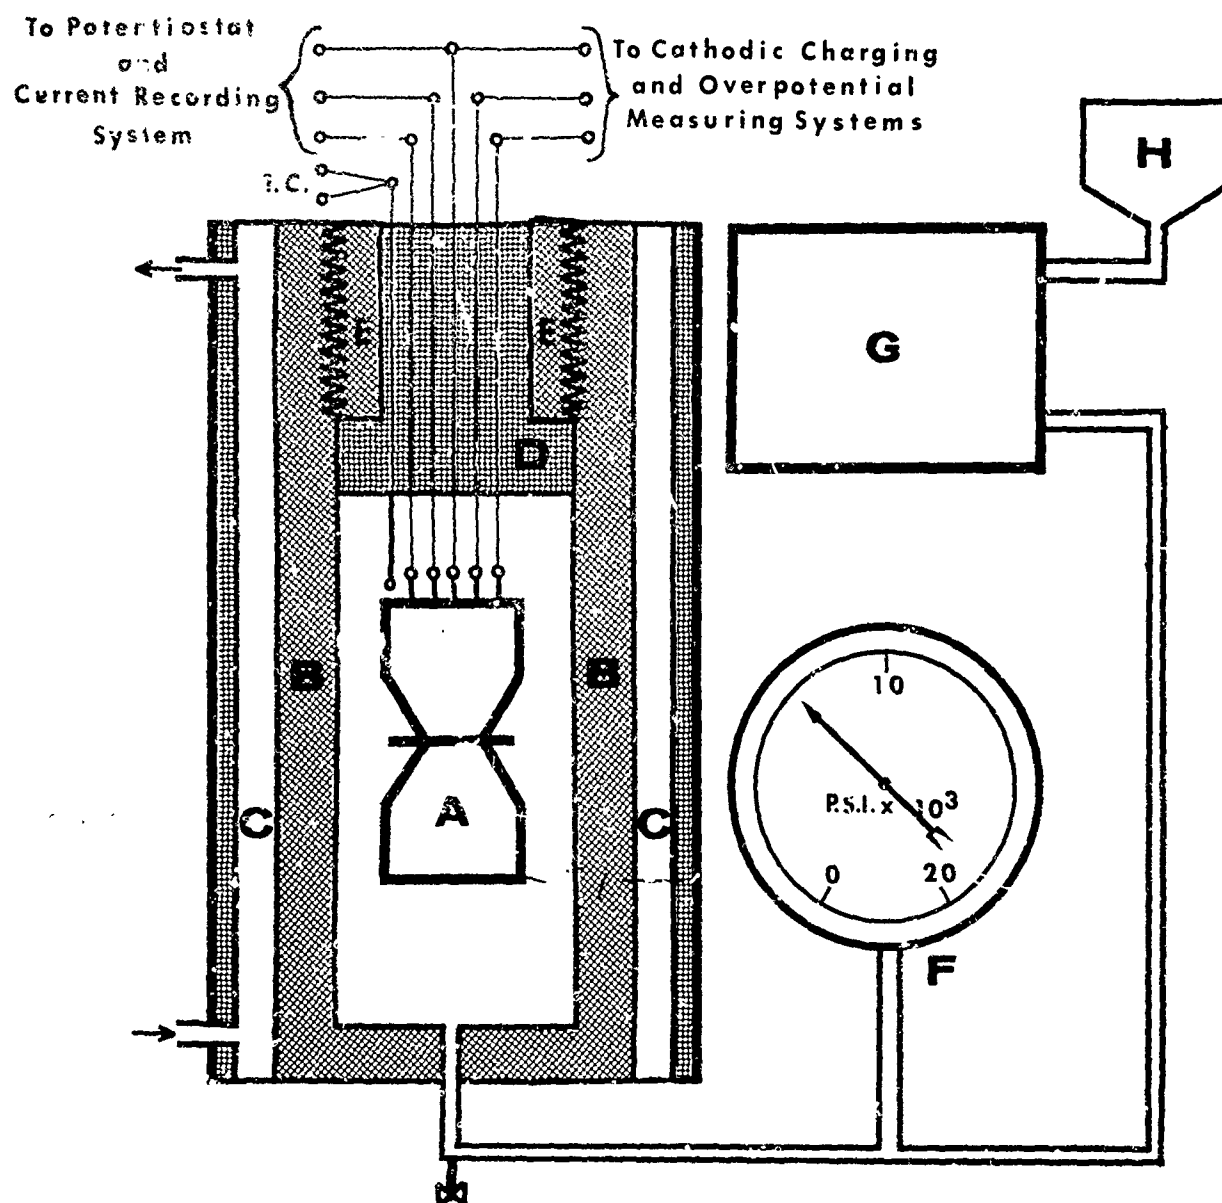 To Potentiostat
and
Current Recording
System
To Cathodic Charging
and Overpotential
Measuring Systems
T.C.
H
E
E
G
D
B
B
10
A
C
C
P.S.I. x 10³
0
20
F